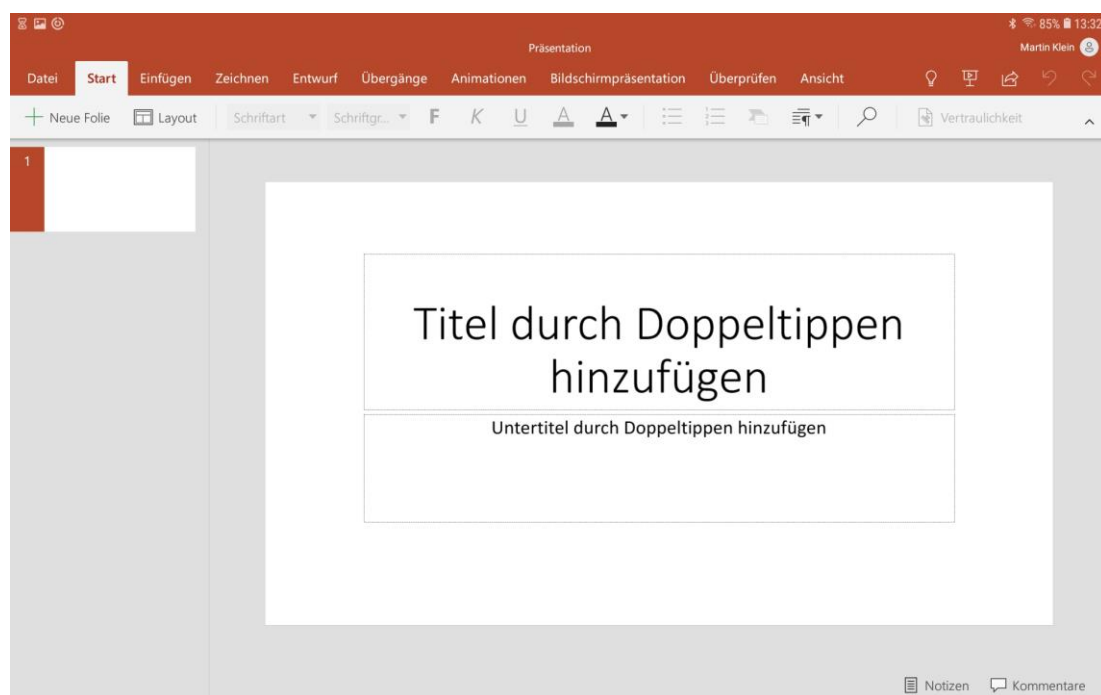 85% 13:32
Präsentation
Martin Klein
Datei Start Einfügen Zeichnen Entwurf Übergänge Animationen Bildschirmpräsentation Überprüfen Ansicht
Neue Folie Layout Schriftart Schriftgr... F K U A A Vertraulichkeit
1
Titel durch Doppeltippen
hinzufügen
Untertitel durch Doppeltippen hinzufügen
Notizen Kommentare